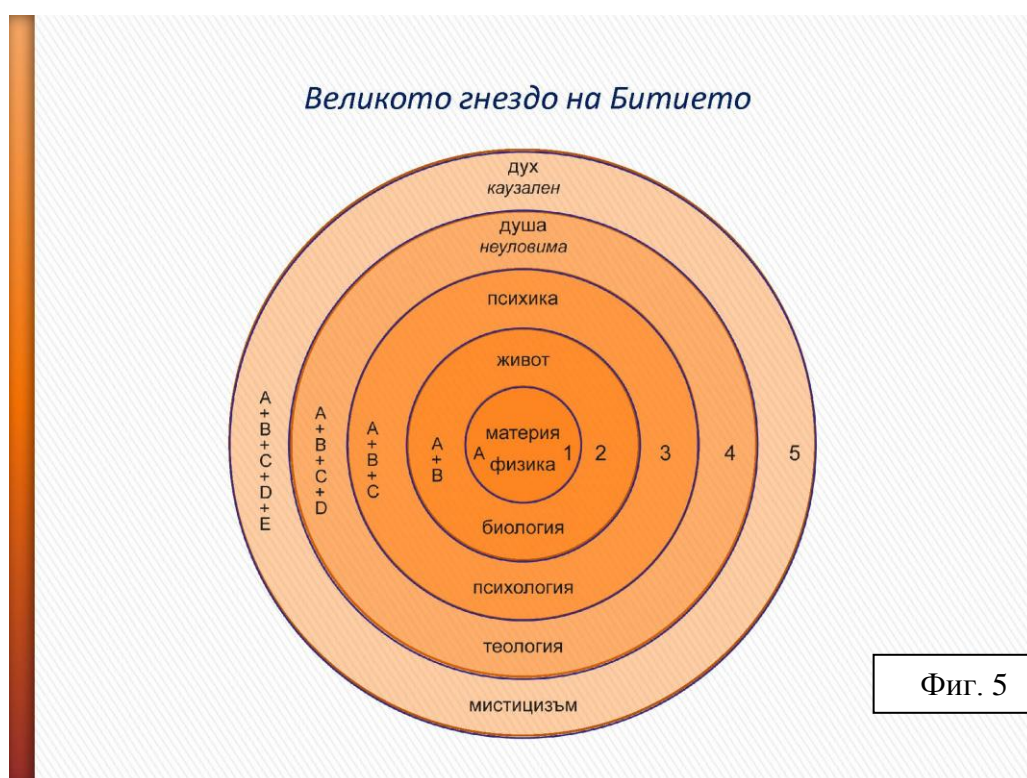 Великото гнездо на Битието
дух
каузален
душа
неуловима
психика
живот
материя
физика
A
1
2
3
4
5
A
+
B
A
+
B
+
C
A
+
B
+
C
+
D
A
+
B
+
C
+
D
+
E
биология
психология
теология
мистицизъм
Фиг. 5